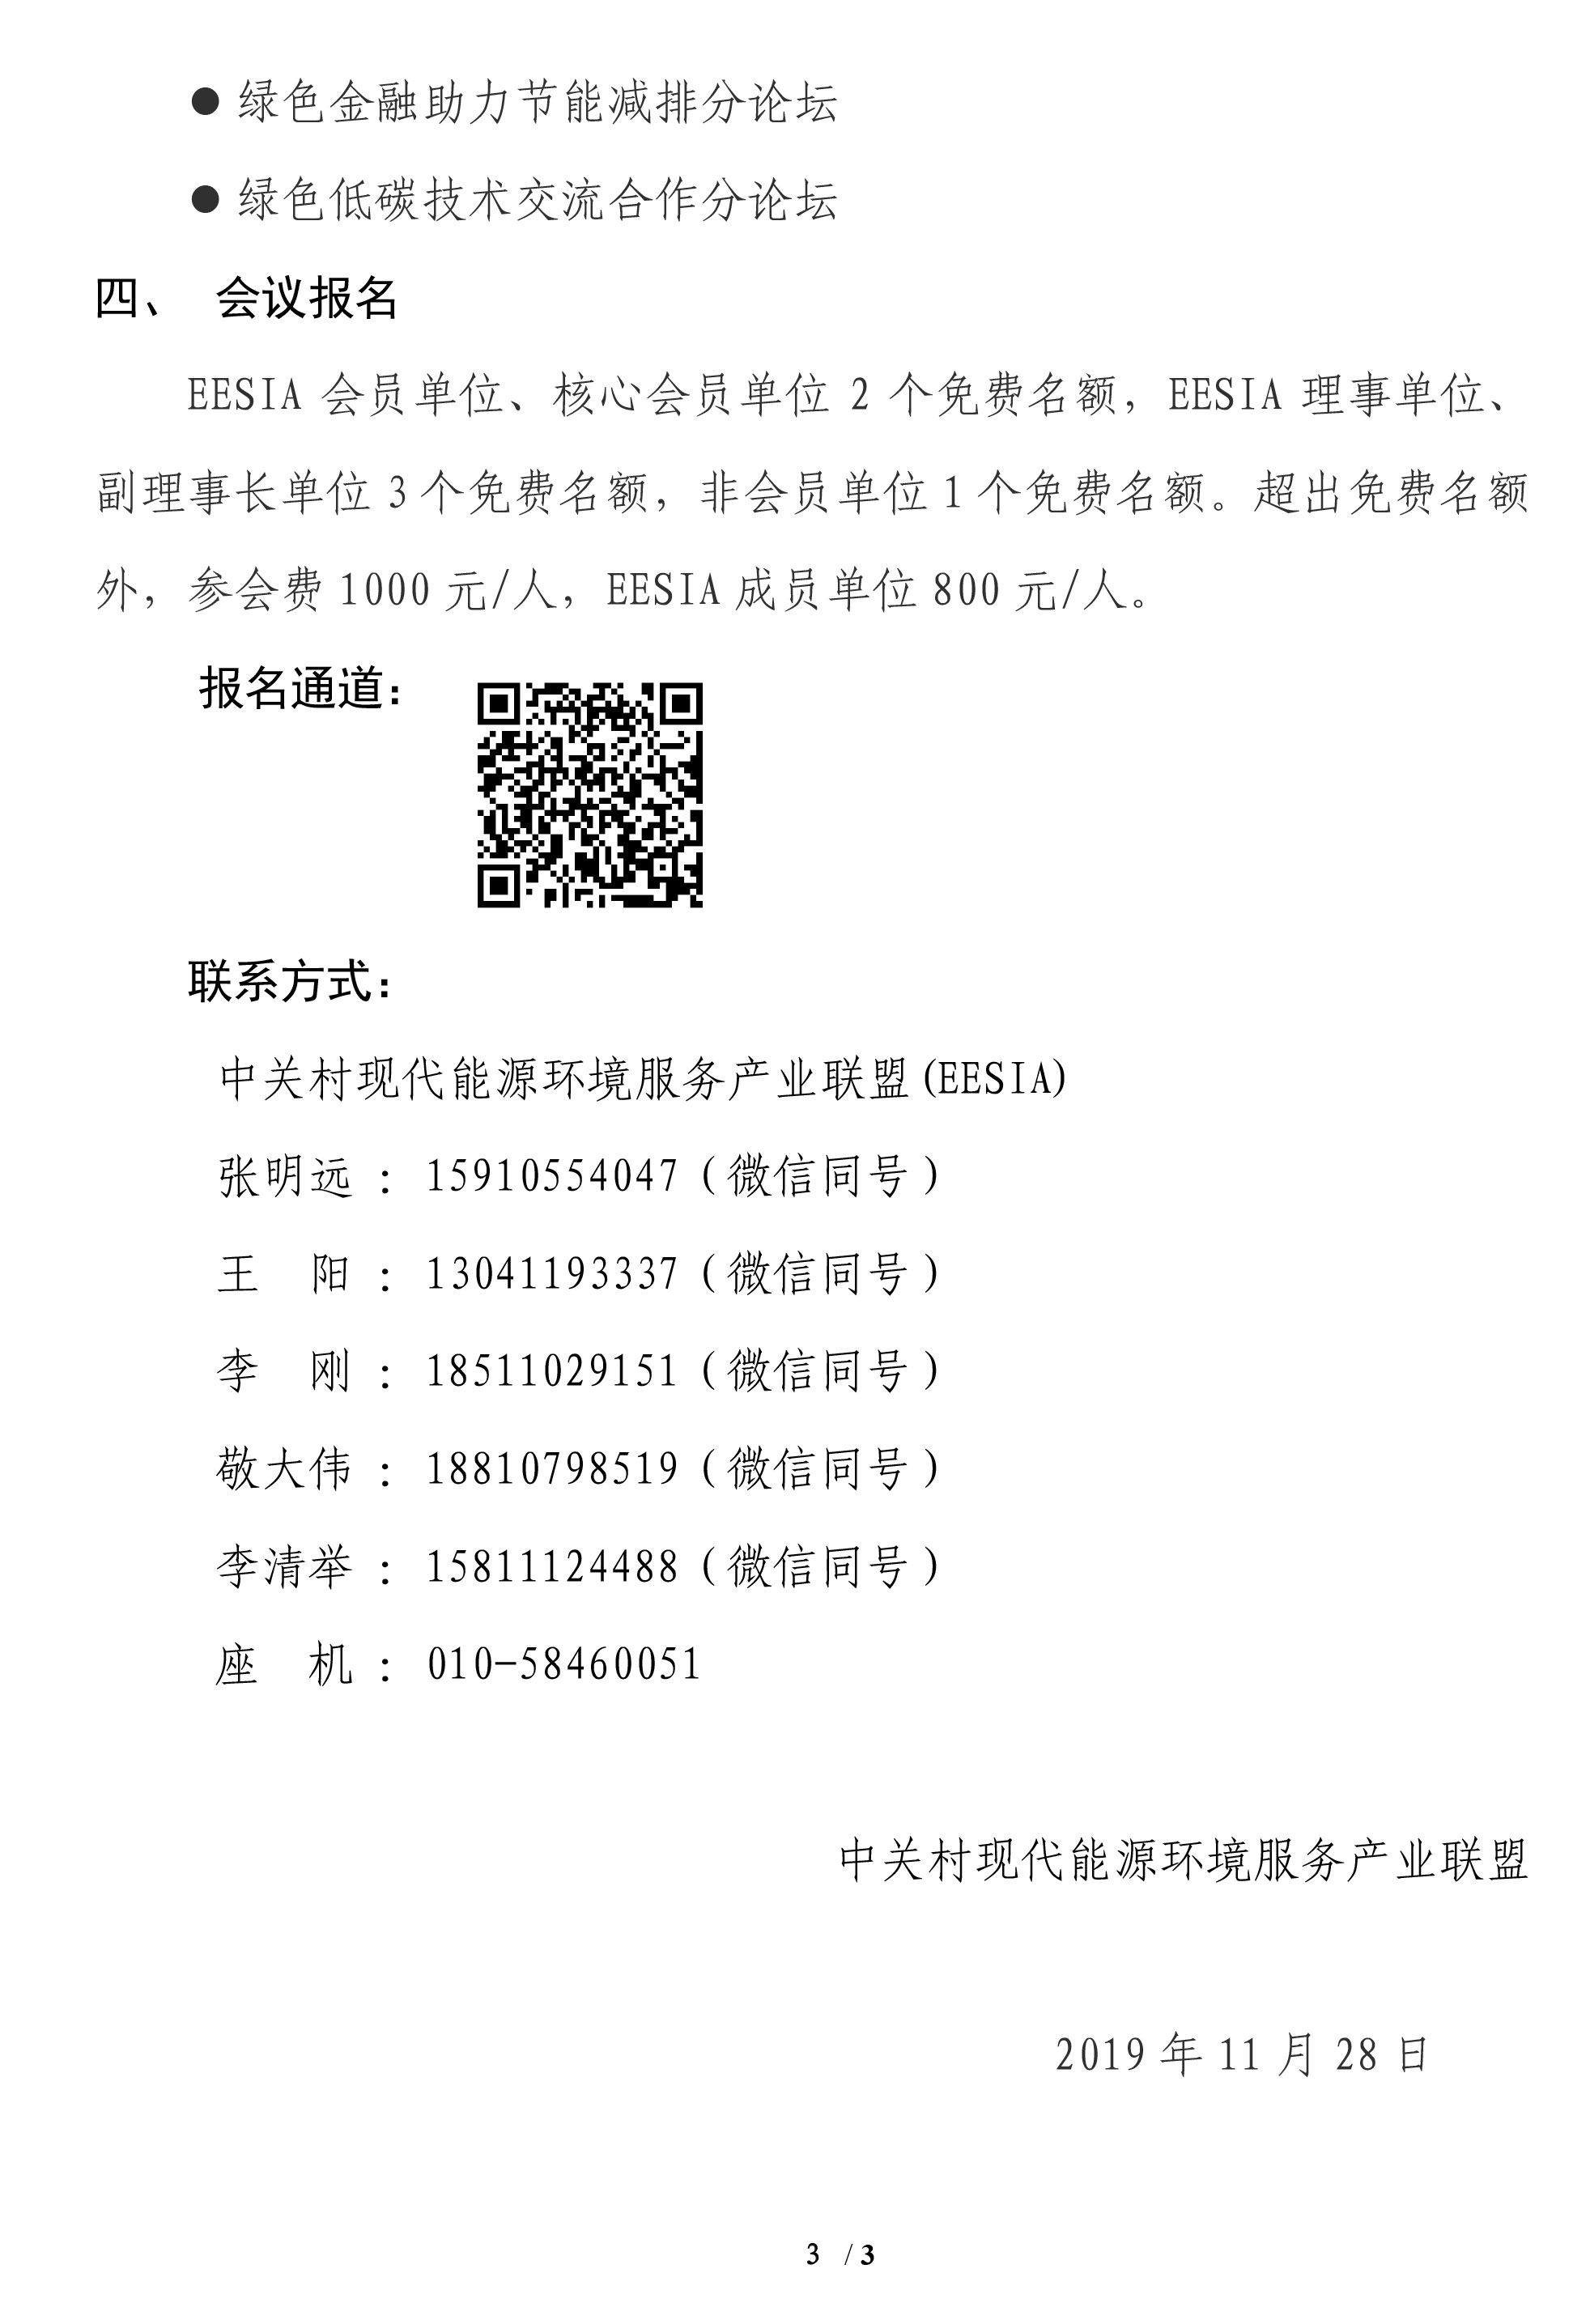 ● 绿色金融助力节能减排分论坛
● 绿色低碳技术交流合作分论坛
四、 会议报名
EESIA 会员单位、核心会员单位 2 个免费名额，EESIA 理事单位、
副理事长单位 3 个免费名额，非会员单位 1 个免费名额。超出免费名额
外，参会费 1000 元/人，EESIA 成员单位 800 元/人。
报名通道：
联系方式：
中关村现代能源环境服务产业联盟(EESIA)
张明远 ： 15910554047（微信同号）
王 阳 ： 13041193337（微信同号）
李 刚 ： 18511029151（微信同号）
敬大伟 ： 18810798519（微信同号）
李清举 ： 15811124488（微信同号）
座 机 ： 010-58460051
中关村现代能源环境服务产业联盟
2019 年 11 月 28 日
3 / 3